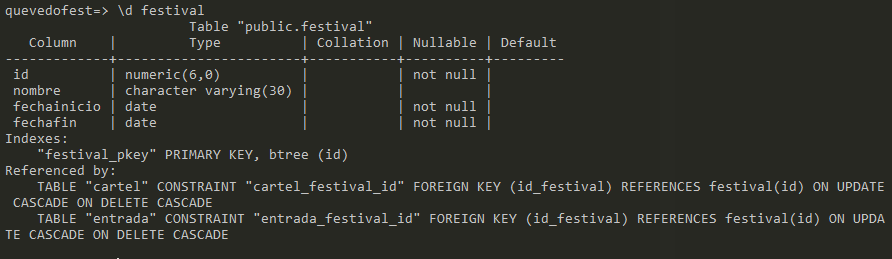 quevedofest=> \d festival
                       Table "public.festival"
   Column    |         Type          | Collation | Nullable | Default
-------------+-----------------------+-----------+----------+---------
 id          | numeric(6,0)          |           | not null |
 nombre      | character varying(30) |           |          |
 fechainicio | date                  |           | not null |
 fechafin    | date                  |           | not null |
Indexes:
    "festival_pkey" PRIMARY KEY, btree (id)
Referenced by:
    TABLE "cartel" CONSTRAINT "cartel_festival_id" FOREIGN KEY (id_festival) REFERENCES festival(id) ON UPDATE
 CASCADE ON DELETE CASCADE
    TABLE "entrada" CONSTRAINT "entrada_festival_id" FOREIGN KEY (id_festival) REFERENCES festival(id) ON UPDA
TE CASCADE ON DELETE CASCADE